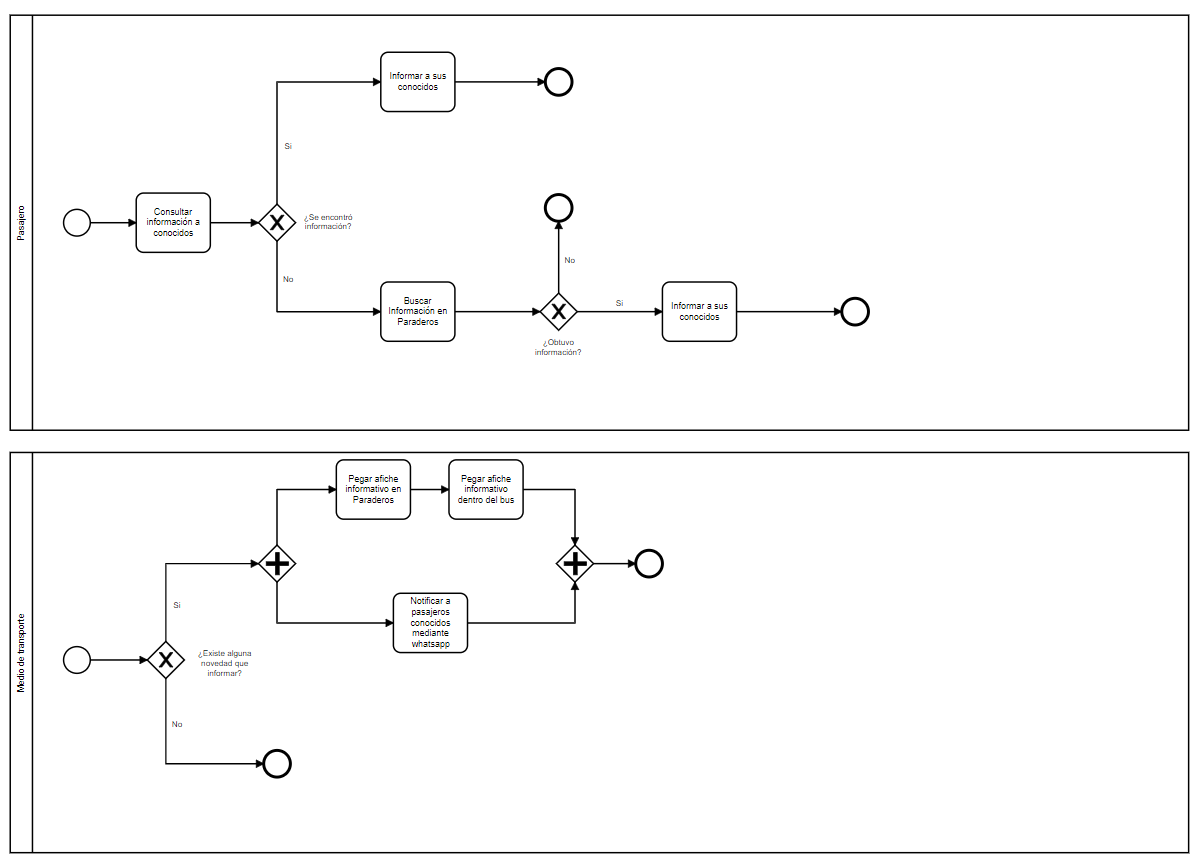 Pasajero
Informar a sus
conocidos
Si
Consultar
información a
conocidos
¿Se encontró
información?
No
No
Buscar
Información en
Paraderos
Si
Informar a sus
conocidos
¿Obtuvo
información?
Medio de transporte
Pegar afiche
informativo en
Paraderos
Pegar afiche
informativo
dentro del bus
Si
Notificar a
pasajeros
conocidos
mediante
whatsapp
¿Existe alguna
novedad que
informar?
No